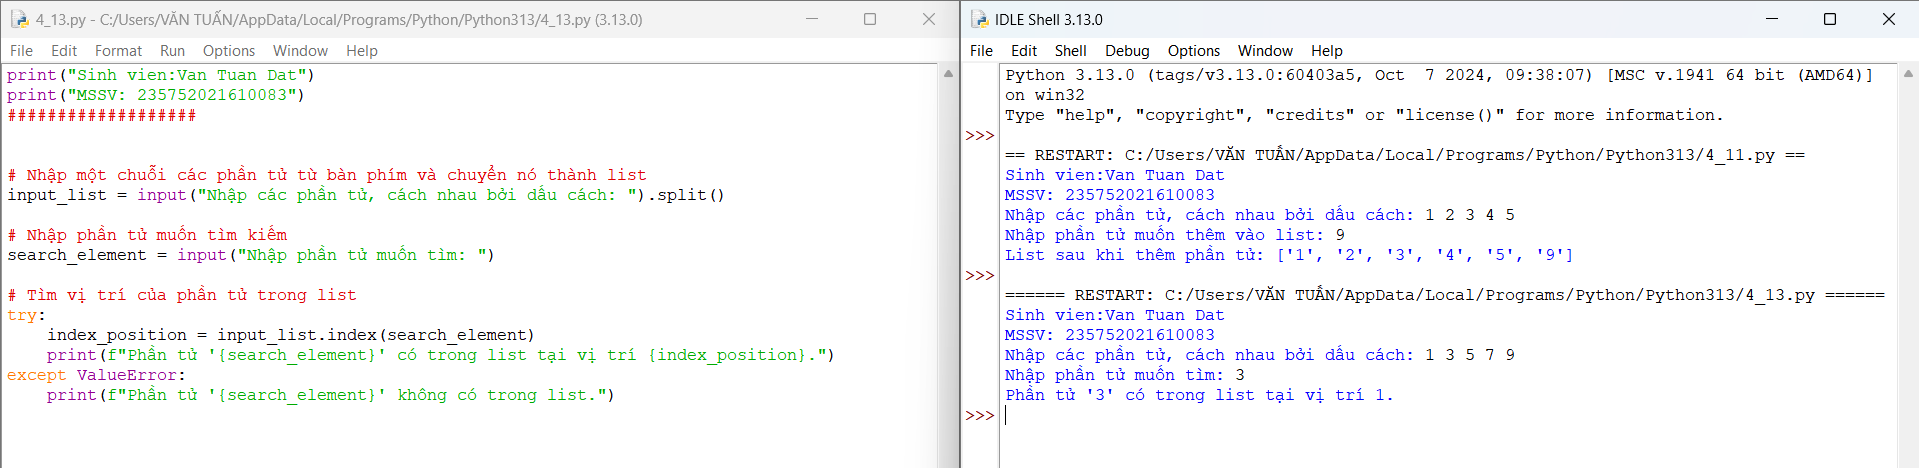 4_13.py - C:/Users/VĂN TUẤN/AppData/Local/Programs/Python/Python313/4_13.py (3.13.0)
File Edit Format Run Options Window Help
print("Sinh vien:Van Tuan Dat")
print("MSSV: 235752021610083")
###################
# Nhập một chuỗi các phần tử từ bàn phím và chuyển nó thành list
input_list = input("Nhập các phần tử, cách nhau bởi dấu cách: ").split()
# Nhập phần tử muốn tìm kiếm
search_element = input("Nhập phần tử muốn tìm: ")
# Tìm vị trí của phần tử trong list
try:
    index_position = input_list.index(search_element)
    print(f"Phần tử '{search_element}' có trong list tại vị trí {index_position}.")
except ValueError:
    print(f"Phần tử '{search_element}' không có trong list.")
IDLE Shell 3.13.0
File Edit Shell Debug Options Window Help
Python 3.13.0 (tags/v3.13.0:60403a5, Oct  7 2024, 09:38:07) [MSC v.1941 64 bit (AMD64)]
on win32
Type "help", "copyright", "credits" or "license()" for more information.
>>>
== RESTART: C:/Users/VĂN TUẤN/AppData/Local/Programs/Python/Python313/4_11.py ==
Sinh vien:Van Tuan Dat
MSSV: 235752021610083
Nhập các phần tử, cách nhau bởi dấu cách: 1 2 3 4 5
Nhập phần tử muốn thêm vào list: 9
List sau khi thêm phần tử: ['1', '2', '3', '4', '5', '9']
>>>
====== RESTART: C:/Users/VĂN TUẤN/AppData/Local/Programs/Python/Python313/4_13.py ======
Sinh vien:Van Tuan Dat
MSSV: 235752021610083
Nhập các phần tử, cách nhau bởi dấu cách: 1 3 5 7 9
Nhập phần tử muốn tìm: 3
Phần tử '3' có trong list tại vị trí 1.
>>>